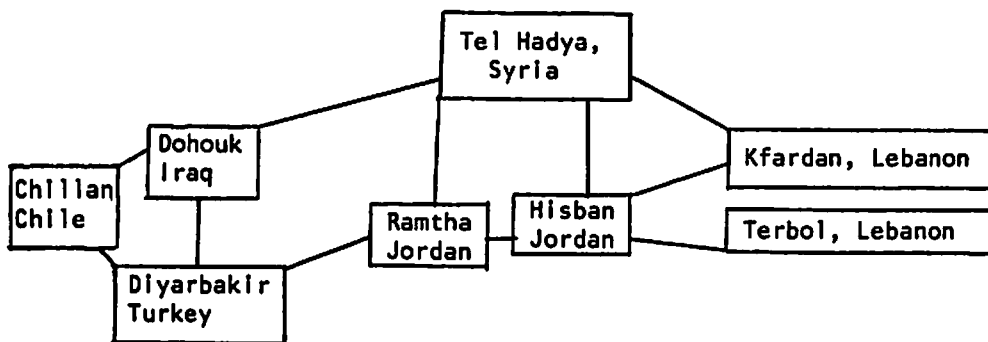 Tel Hadya,
Syria
Dohouk
Iraq
Kfardan, Lebanon
Chillan
Chile
Ramtha
Jordan
Hisban
Jordan
Terbol, Lebanon
Diyarbakir
Turkey